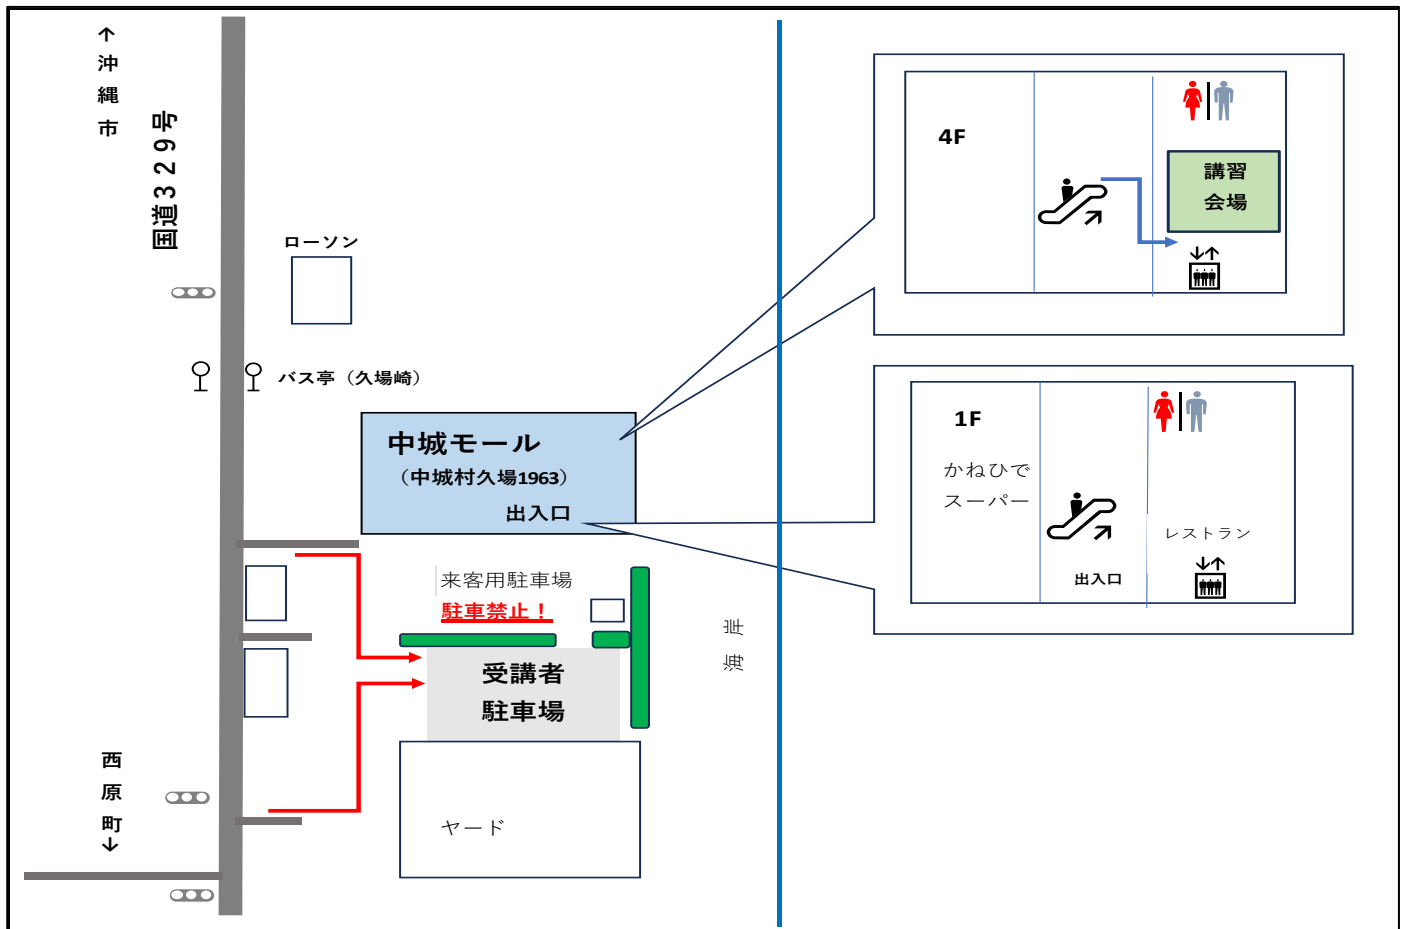 ↑沖縄市
国道329号
ローソン
バス亭（久場崎）
中城モール
（中城村久場1963）
出入口
来客用駐車場
駐車禁止！
受講者
駐車場
ヤード
西原町↓
海岸
4F
講習
会場
1F
かねひで
スーパー
レストラン
出入口